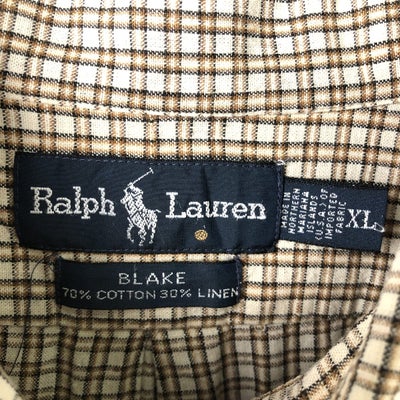 Ralph Lauren
MADE IN
NORTHERN
MARIANA
ISLANDS
(U.S.A.) OF
IMPORTED
FABRIC
XL
BLAKE
70% COTTON 30% LINEN